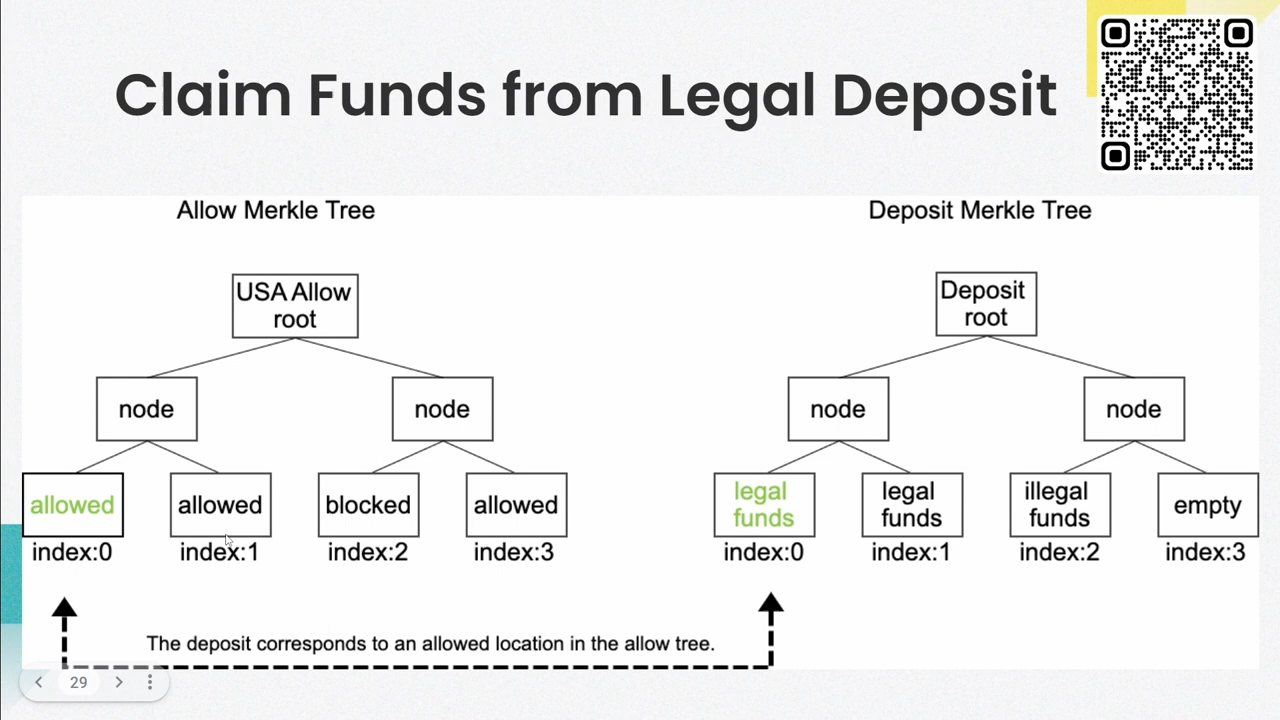 Claim Funds from Legal Deposit
Allow Merkle Tree
Deposit Merkle Tree
USA Allow
root
Deposit
root
node
node
node
node
allowed
allowed
blocked
allowed
legal
funds
legal
funds
illegal
funds
empty
index:0
index:1
index:2
index:3
index:0
index:1
index:2
index:3
The deposit corresponds to an allowed location in the allow tree.
29